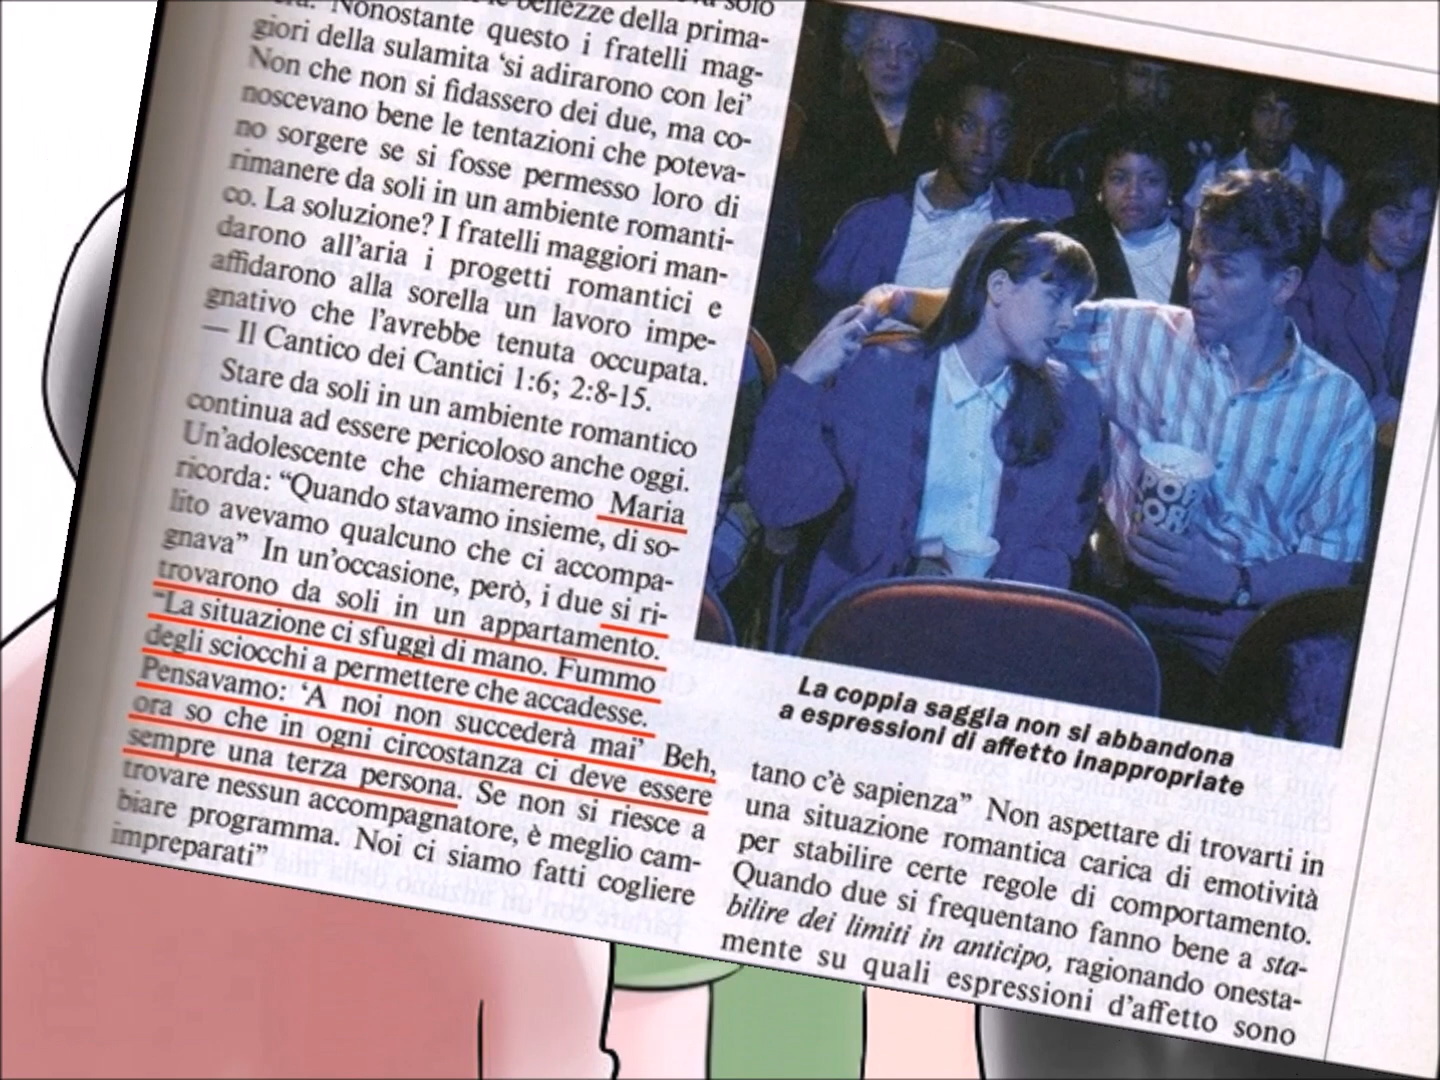 solo
bellezze della prima-
Nonostante questo i fratelli mag-
giori della sulamita ‘si adirarono con lei’
Non che non si fidassero dei due, ma co-
noscevano bene le tentazioni che poteva-
no sorgere se si fosse permesso loro di
rimanere da soli in un ambiente romanti-
co. La soluzione? I fratelli maggiori man-
darono all’aria i progetti romantici e
affidarono alla sorella un lavoro impe-
gnativo che l’avrebbe tenuta occupata.
— Il Cantico dei Cantici 1:6; 2:8-15.
Stare da soli in un ambiente romantico
continua ad essere pericoloso anche oggi.
Un’adolescente che chiameremo Maria
ricorda: “Quando stavamo insieme, di so-
lito avevamo qualcuno che ci accompa-
gnava” In un’occasione, però, i due si ri-
trovarono da soli in un appartamento.
“La situazione ci sfuggì di mano. Fummo
degli sciocchi a permettere che accadesse.
Pensavamo: ‘A noi non succederà mai’ Beh,
ora so che in ogni circostanza ci deve essere
sempre una terza persona. Se non si riesce a
trovare nessun accompagnatore, è meglio cam-
biare programma. Noi ci siamo fatti cogliere
impreparati”
POP
CORN
La coppia saggia non si abbandona
a espressioni di affetto inappropriate
tano c’è sapienza” Non aspettare di trovarti in
una situazione romantica carica di emotività
per stabilire certe regole di comportamento.
Quando due si frequentano fanno bene a sta-
bilire dei limiti in anticipo, ragionando onesta-
mente su quali espressioni d’affetto sono